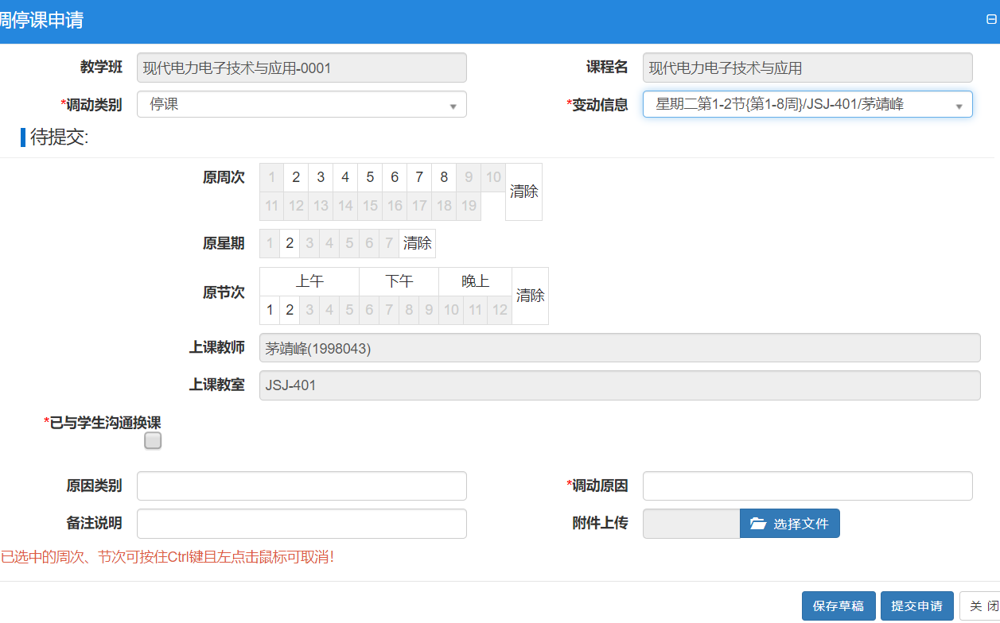 调停课申请
教学班 现代电力电子技术与应用-0001 课程名 现代电力电子技术与应用
*调动类别 停课 *变动信息 星期二第1-2节{第1-8周}/JSJ-401/茅靖峰
待提交:
原周次 1 2 3 4 5 6 7 8 9 10 清除
11 12 13 14 15 16 17 18 19
原星期 1 2 3 4 5 6 7 清除
原节次 上午 下午 晚上 清除
1 2 3 4 5 6 7 8 9 10 11 12
上课教师 茅靖峰(1998043)
上课教室 JSJ-401
*已与学生沟通换课
原因类别 *调动原因
备注说明 附件上传 选择文件
已选中的周次、节次可按住Ctrl键且左点击鼠标可取消!
保存草稿 提交申请 关 闭